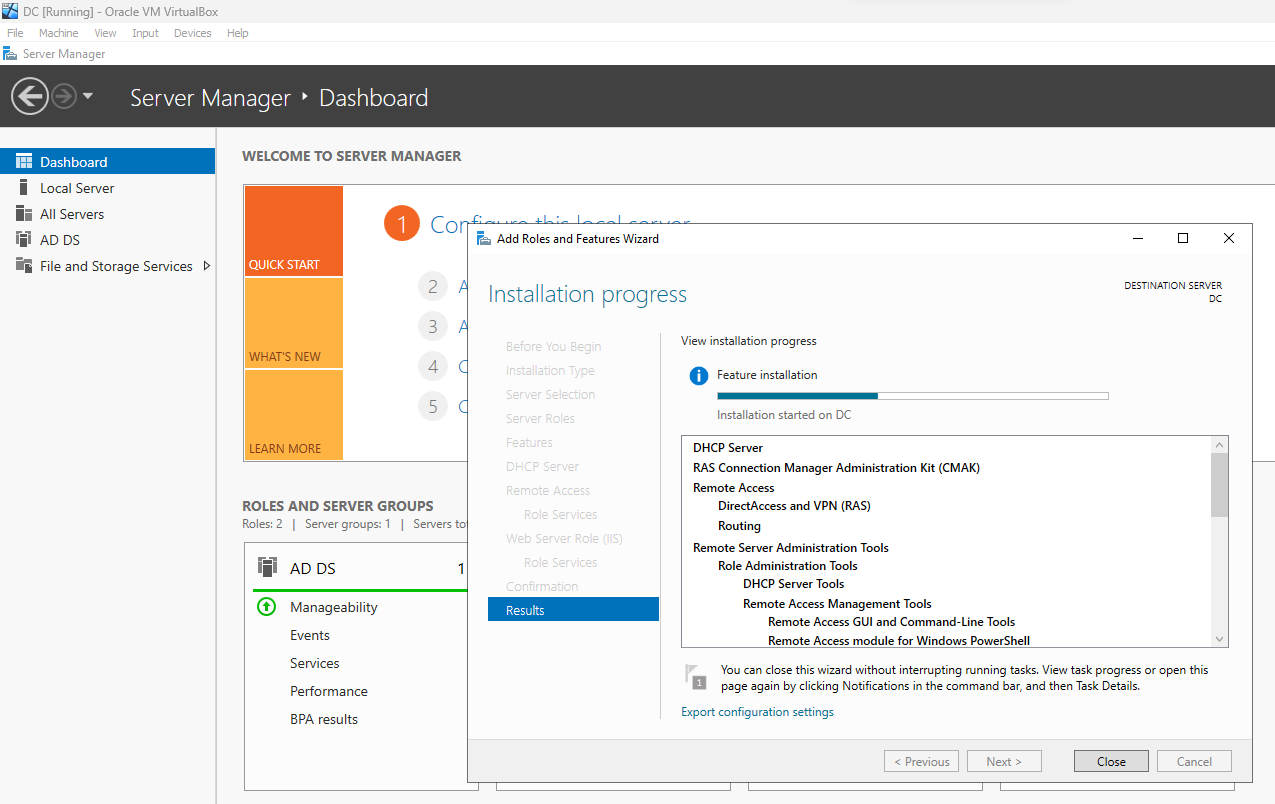 DC [Running] - Oracle VM VirtualBox
File Machine View Input Devices Help
Server Manager
Server Manager Dashboard
Dashboard
Local Server
All Servers
AD DS
File and Storage Services
WELCOME TO SERVER MANAGER
QUICK START
WHAT'S NEW
LEARN MORE
1 Configure this local server
2 A
3 A
4 C
5 C
ROLES AND SERVER GROUPS
Roles: 2 | Server groups: 1 | Servers
AD DS 1
Manageability
Events
Services
Performance
BPA results
Add Roles and Features Wizard
Installation progress
DESTINATION SERVER
DC
Before You Begin
Installation Type
Server Selection
Server Roles
Features
DHCP Server
Remote Access
Role Services
Web Server Role (IIS)
Role Services
Confirmation
Results
View installation progress
Feature installation
Installation started on DC
DHCP Server
RAS Connection Manager Administration Kit (CMAK)
Remote Access
DirectAccess and VPN (RAS)
Routing
Remote Server Administration Tools
Role Administration Tools
DHCP Server Tools
Remote Access Management Tools
Remote Access GUI and Command-Line Tools
Remote Access module for Windows PowerShell
1
You can close this wizard without interrupting running tasks. View task progress or open this
page again by clicking Notifications in the command bar, and then Task Details.
Export configuration settings
< Previous Next > Close Cancel